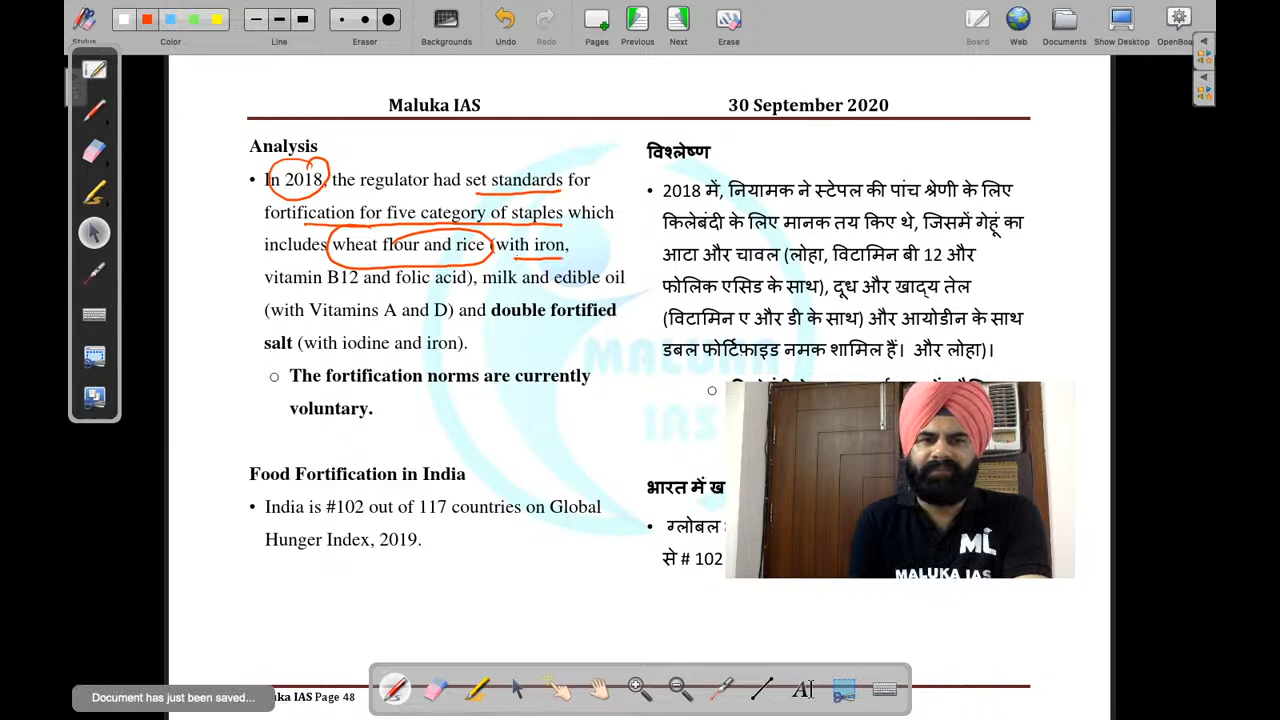 Stylus
Color
Line
Eraser
Backgrounds
Undo
Redo
Pages
Previous
Next
Erase
Board
Web
Documents
Show Desktop
OpenBoa
Maluka IAS
30 September 2020
Analysis
• In 2018, the regulator had set standards for
fortification for five category of staples which
includes wheat flour and rice (with iron,
vitamin B12 and folic acid), milk and edible oil
(with Vitamins A and D) and double fortified
salt (with iodine and iron).
○ The fortification norms are currently
voluntary.
Food Fortification in India
• India is #102 out of 117 countries on Global
Hunger Index, 2019.
विश्लेष्ण
• 2018 में, नियामक ने स्टेपल की पांच श्रेणी के लिए
किलेबंदी के लिए मानक तय किए थे, जिसमें गेहूं का
आटा और चावल (लोहा, विटामिन बी 12 और
फोलिक एसिड के साथ), दूध और खाद्य तेल
(विटामिन ए और डी के साथ) और आयोडीन के साथ
डबल फोर्टिफ़ाइड नमक शामिल हैं। और लोहा)।
भारत में ख
• ग्लोबल
से # 102
MALUKA
IAS
ML
MALUKA IAS
Document has just been saved...
uka IAS Page 48